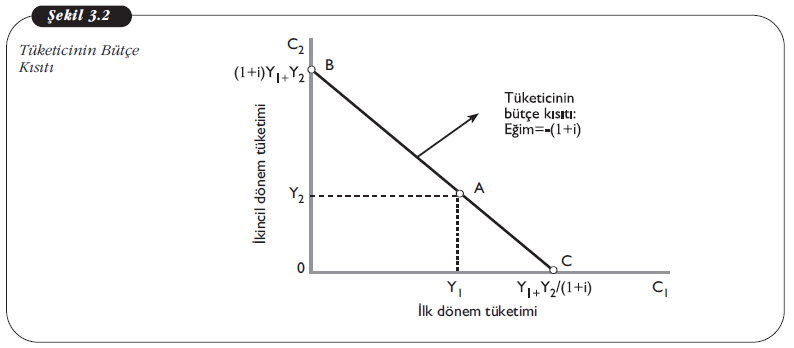 Şekil 3.2
Tüketicinin Bütçe
Kısıtı
C2
(1+i)Y1+Y2
B
Tüketicinin
bütçe kısıtı:
Eğim=-(1+i)
İkincil dönem tüketimi
Y2
A
0
C
Y1
Y1+Y2/(1+i)
C1
İlk dönem tüketimi